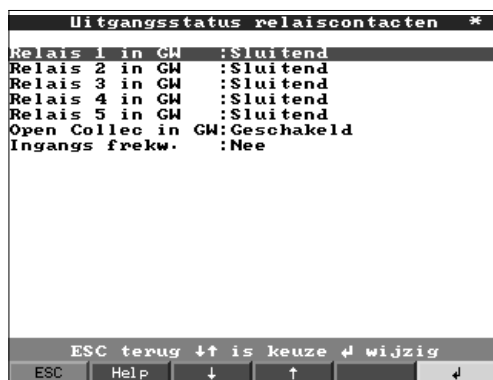 Uitgangsstatus relaiscontacten *
Relais 1 in GW :Sluitend
Relais 2 in GW :Sluitend
Relais 3 in GW :Sluitend
Relais 4 in GW :Sluitend
Relais 5 in GW :Sluitend
Open Collec in GW:Geschakeld
Ingangs frekw. :Nee
ESC terug ↓↑ is keuze ↲ wijzig
ESC Help ↓ ↑ ↲